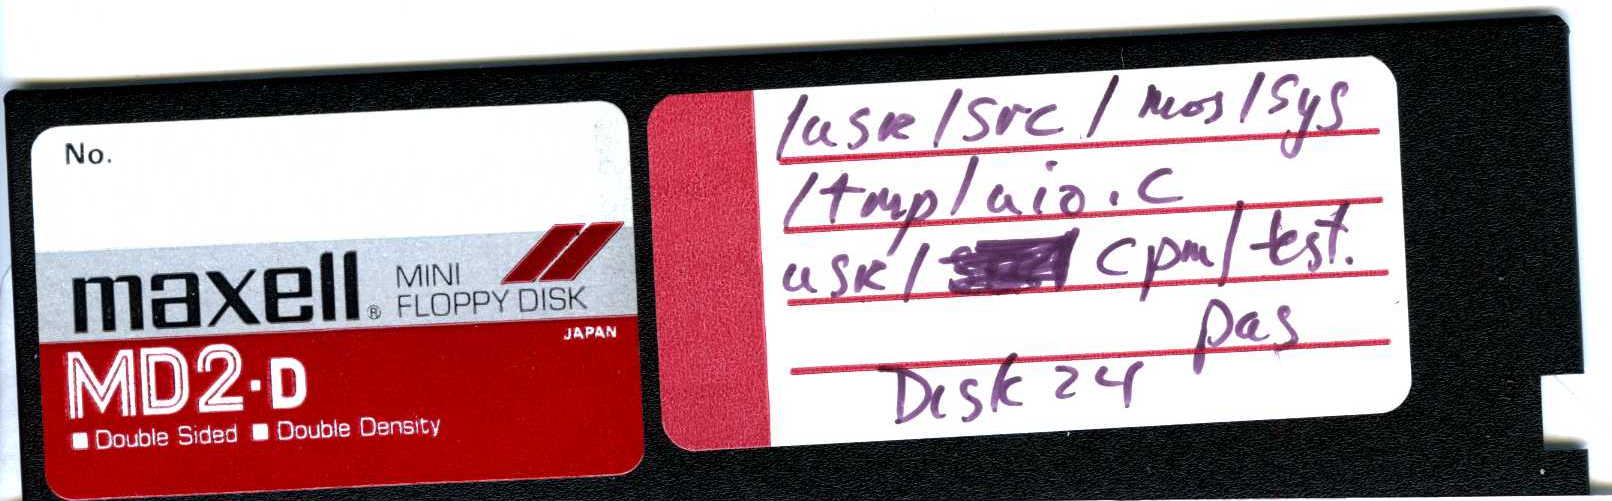 No.
maxell® MINI FLOPPY DISK
JAPAN
MD2-D
Double Sided Double Density
/usr/src/mos/sys
/tmp/aio.c
usr/ cpm/test.
pas
Disk 24